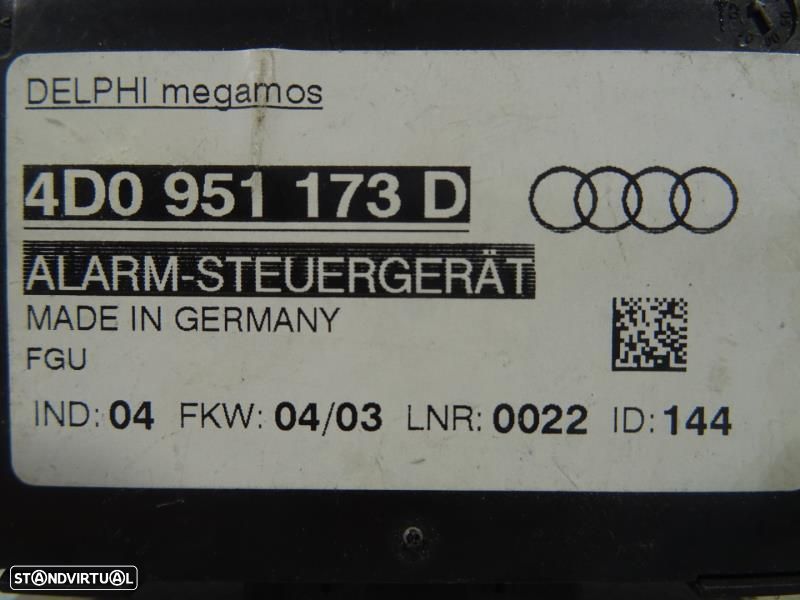 DELPHI megamos
4D0 951 173 D
ALARM-STEUERGERÄT
MADE IN GERMANY
FGU
IND: 04 FKW: 04/03 LNR: 0022 ID: 144
STANDVIRTUAL